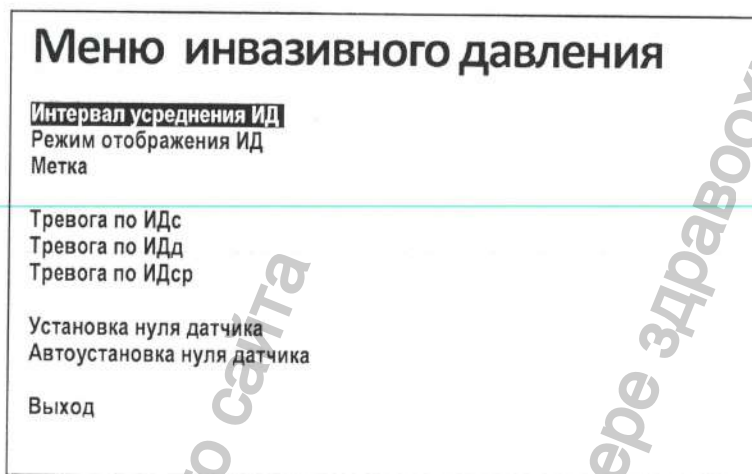 Меню инвазивного давления
Интервал усреднения ИД
Режим отображения ИД
Метка
Тревога по ИДс
Тревога по ИДд
Тревога по ИДср
Установка нуля датчика
Автоустановка нуля датчика
Выход
сайта